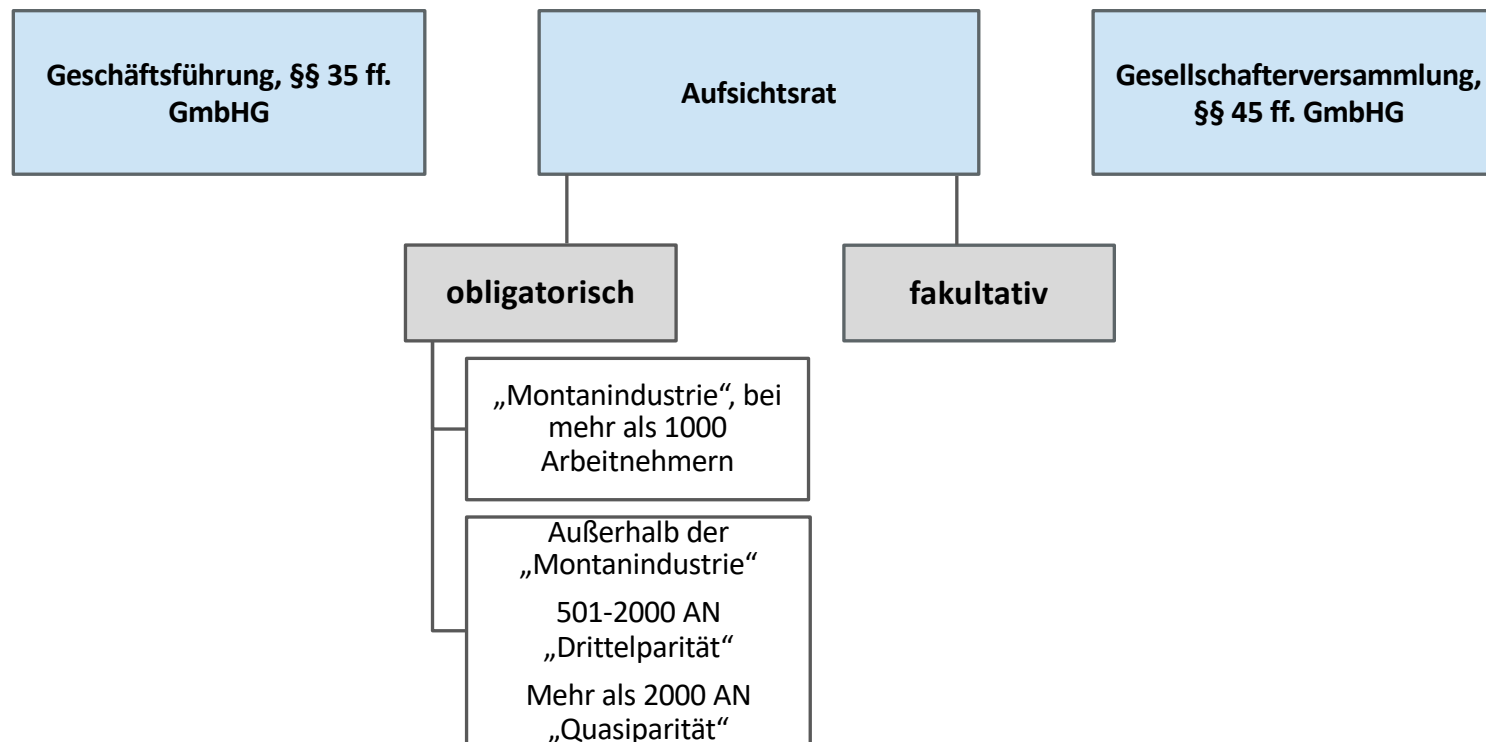 Geschäftsführung, §§ 35 ff.
GmbHG
Aufsichtsrat
Gesellschafterversammlung,
§§ 45 ff. GmbHG
obligatorisch
fakultativ
„Montanindustrie“, bei
mehr als 1000
Arbeitnehmern
Außerhalb der
„Montanindustrie“
501-2000 AN
„Drittelparität“
Mehr als 2000 AN
„Quasiparität“